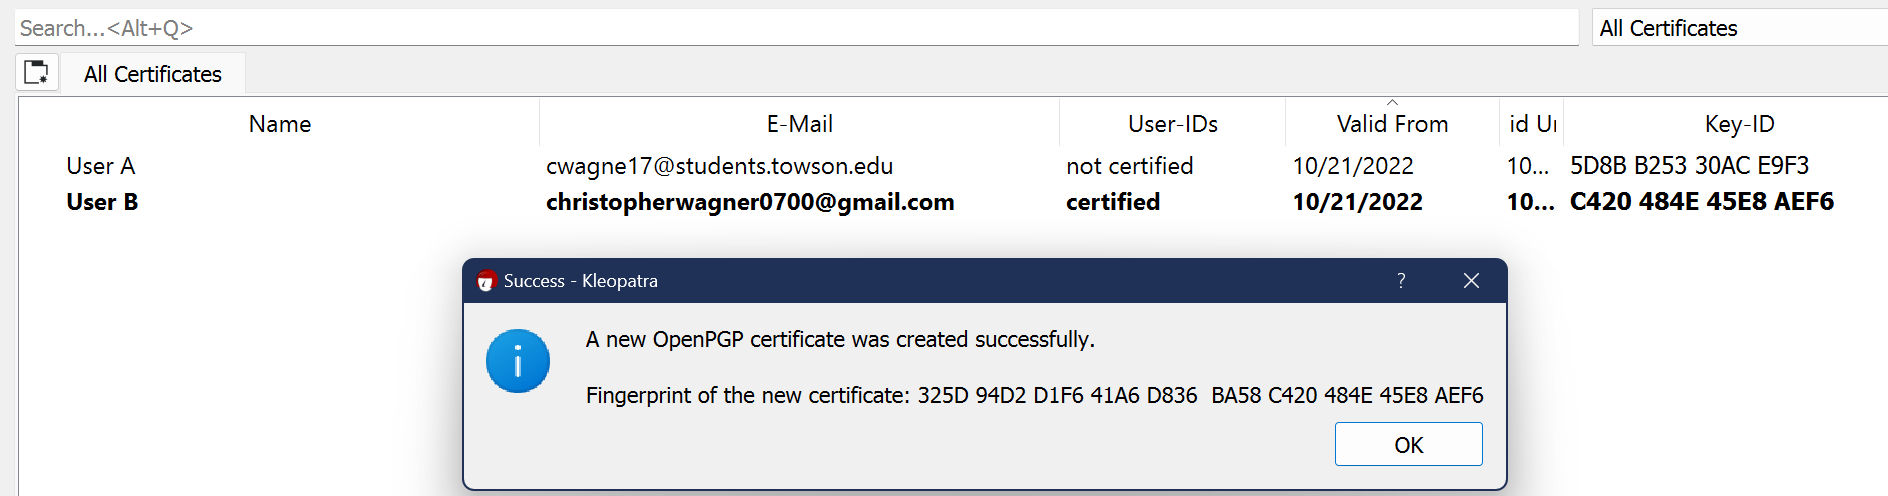 Search...<Alt+Q> All Certificates
All Certificates
Name E-Mail User-IDs Valid From id Ur Key-ID
User A cwagne17@students.towson.edu not certified 10/21/2022 10... 5D8B B253 30AC E9F3
User B christopherwagner0700@gmail.com certified 10/21/2022 10... C420 484E 45E8 AEF6
Success - Kleopatra ?
A new OpenPGP certificate was created successfully.
Fingerprint of the new certificate: 325D 94D2 D1F6 41A6 D836  BA58 C420 484E 45E8 AEF6
OK